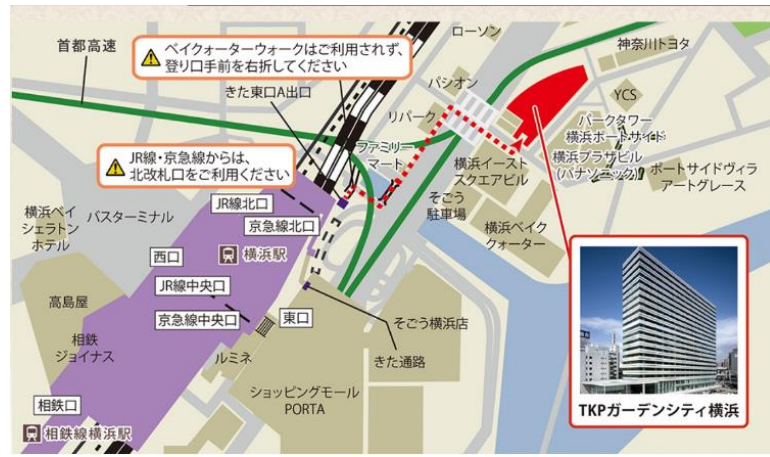 首都高速
ベイクォーターウォークはご利用されず、
登り口手前を右折してください
ローソン
神奈川トヨタ
きた東口A出口
パシオン
リパーク
YCS
パークタワー
横浜ポートサイド
ファミリー
マート
横浜プラザビル
(パナソニック)
ポートサイドヴィラ
アートグレース
横浜イースト
スクエアビル
JR線・京急線からは、
北改札口をご利用ください
そごう
駐車場
横浜ベイク
クォーター
横浜ベイ
シェラトン
ホテル
バスターミナル
JR線北口
京急線北口
西口
横浜駅
JR線中央口
京急線中央口
東口
高島屋
相鉄
ジョイナス
そごう横浜店
きた通路
ルミネ
ショッピングモール
PORTA
相鉄口
相鉄線横浜駅
TKPガーデンシティ横浜